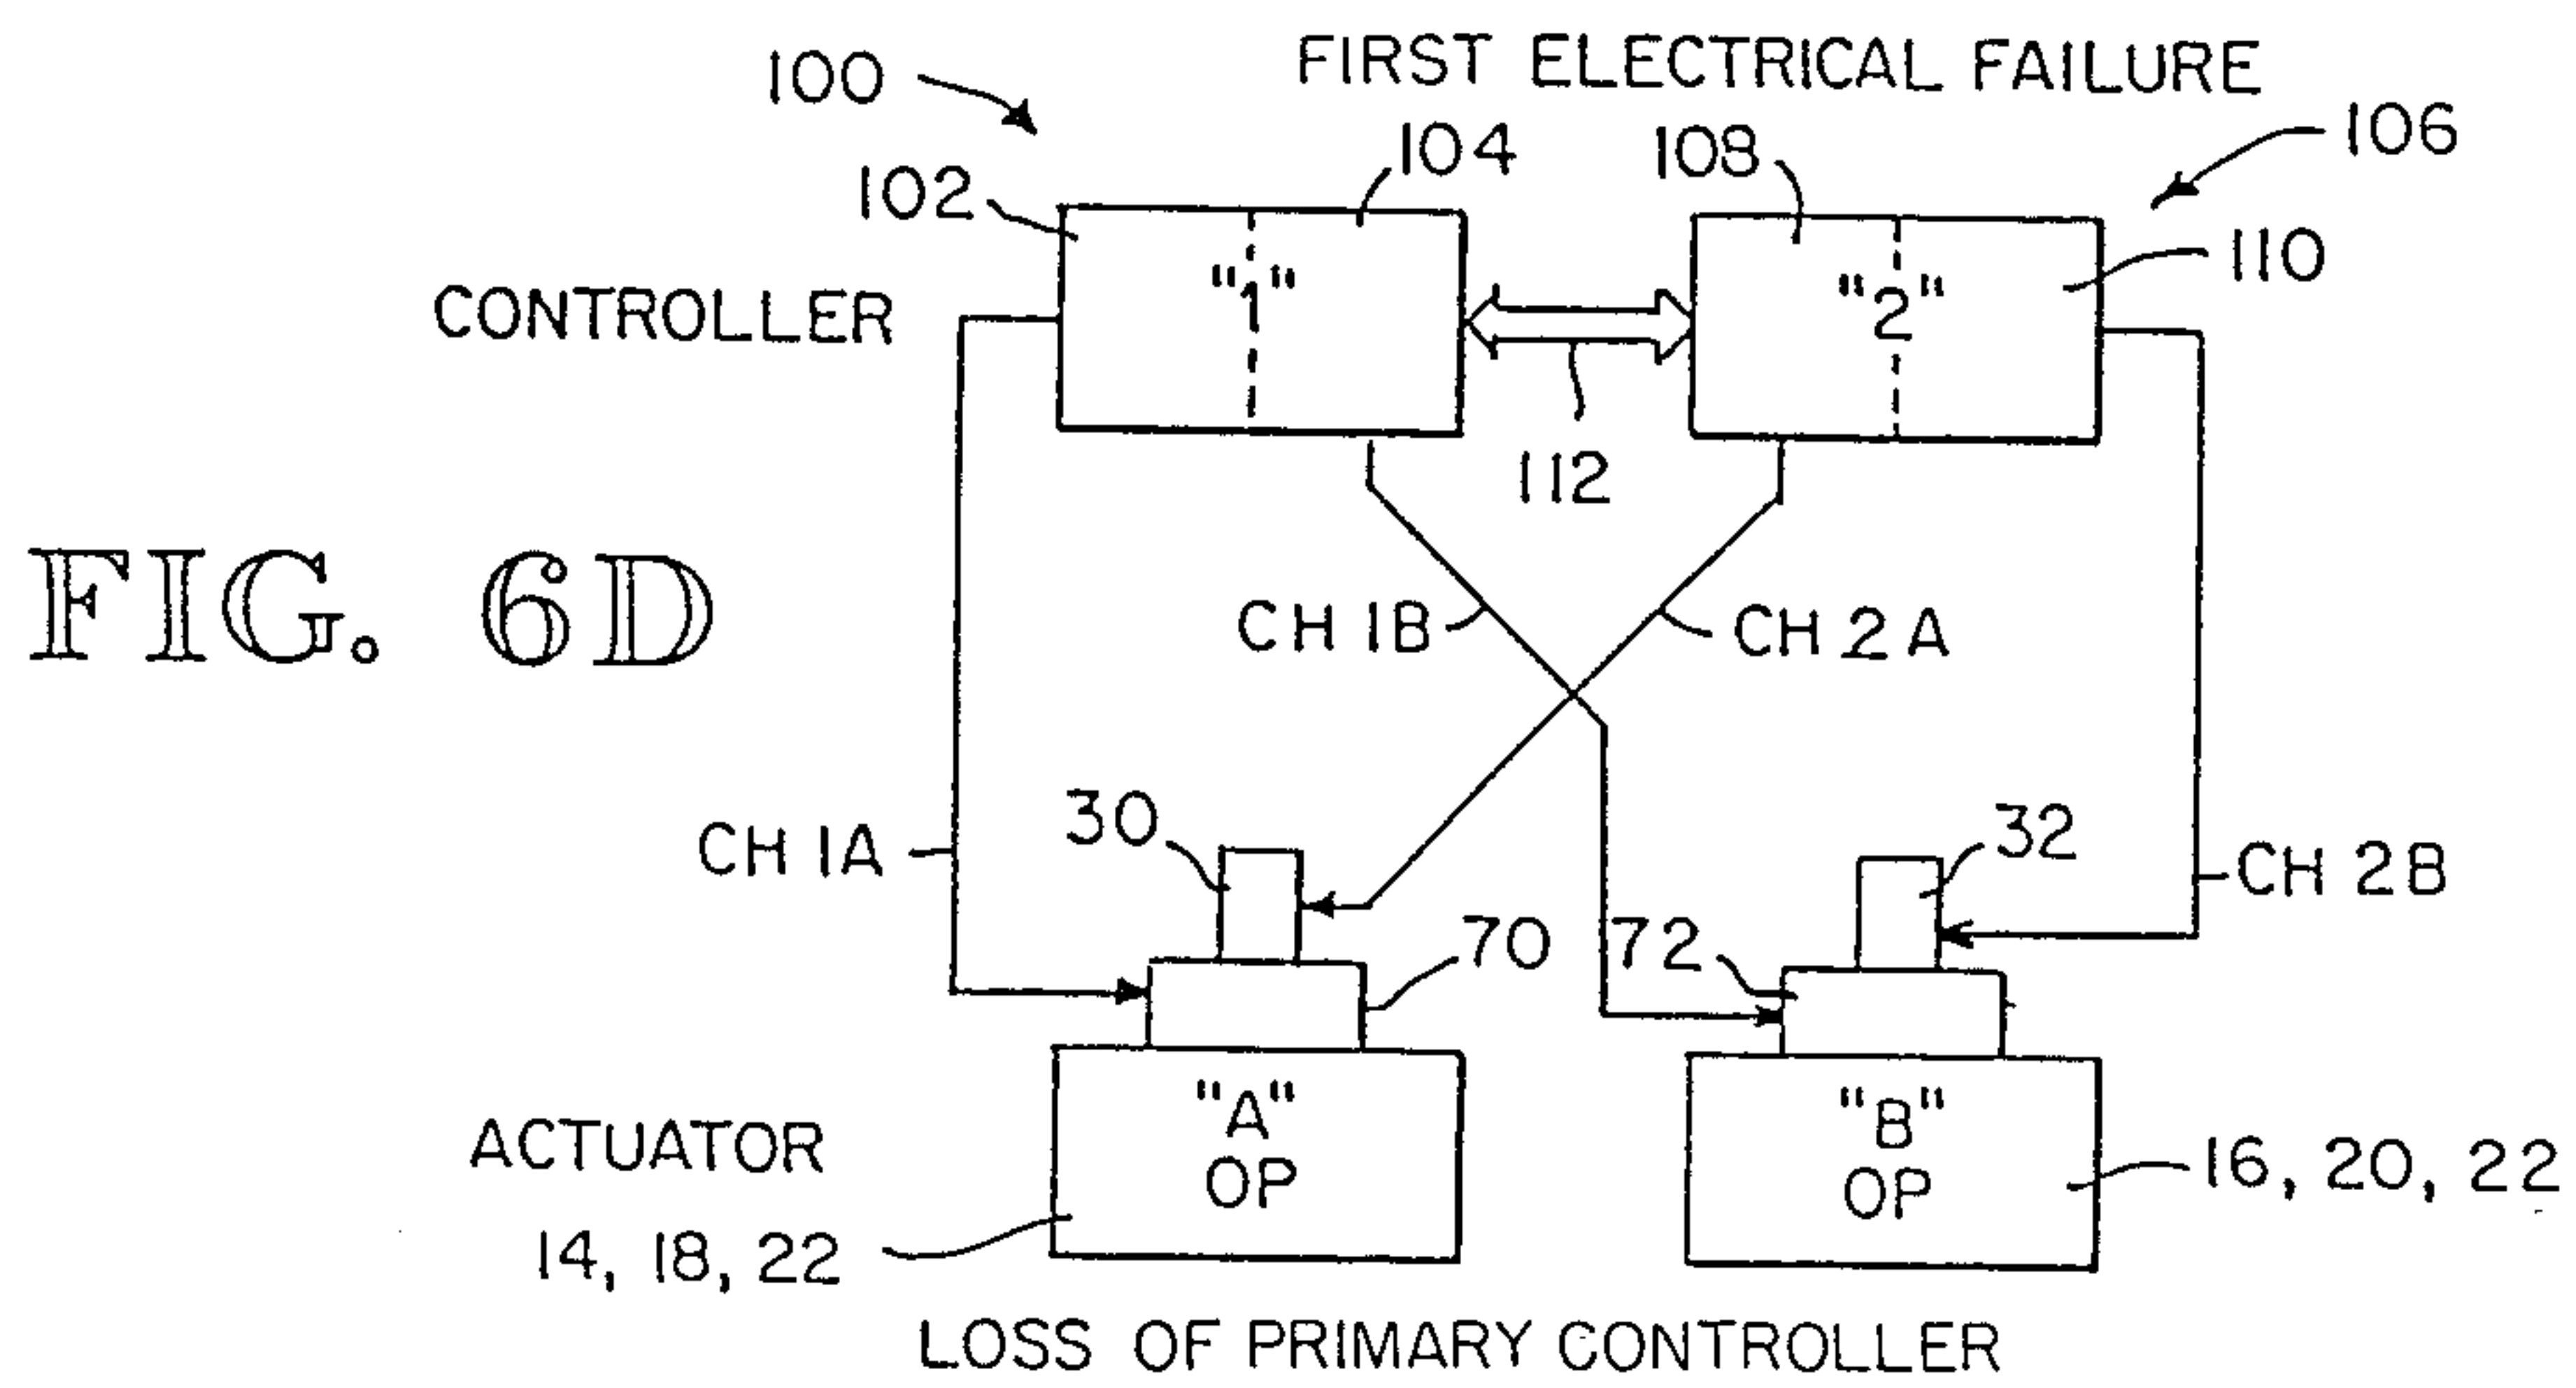 FIRST ELECTRICAL FAILURE
100
106
104
108
102
110
CONTROLLER
"1"
"2"
112
FIG. 6D
CH 1B
CH 2A
30
32
CH 1A
CH 2B
70
72
"A"
OP
"B"
OP
ACTUATOR
14, 18, 22
16, 20, 22
LOSS OF PRIMARY CONTROLLER